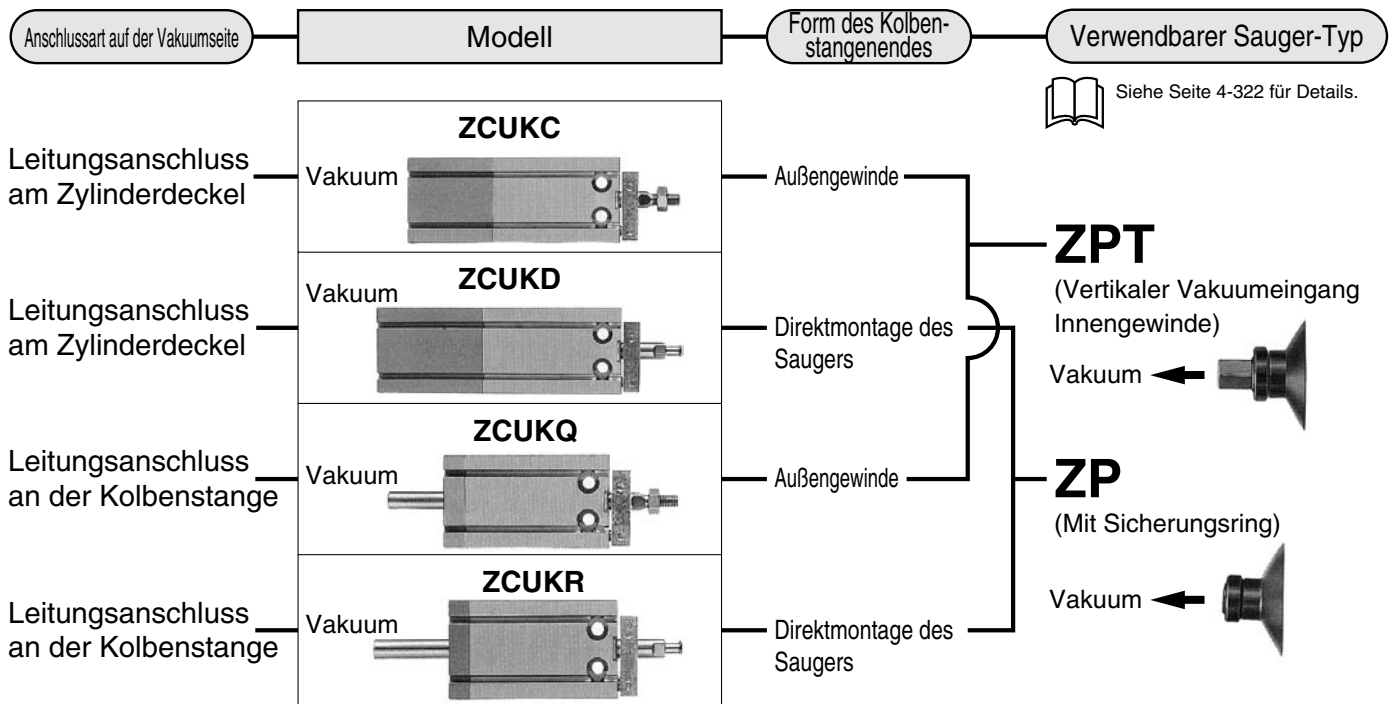 Anschlussart auf der Vakuumseite
Modell
Form des Kolben-
stangenendes
Verwendbarer Sauger-Typ
Siehe Seite 4-322 für Details.
Leitungsanschluss
am Zylinderdeckel
Vakuum
ZCUKC
Außengewinde
Leitungsanschluss
am Zylinderdeckel
Vakuum
ZCUKD
Direktmontage des
Saugers
Leitungsanschluss
an der Kolbenstange
Vakuum
ZCUKQ
Außengewinde
Leitungsanschluss
an der Kolbenstange
Vakuum
ZCUKR
Direktmontage des
Saugers
ZPT
(Vertikaler Vakuumeingang
Innengewinde)
Vakuum
ZP
(Mit Sicherungsring)
Vakuum